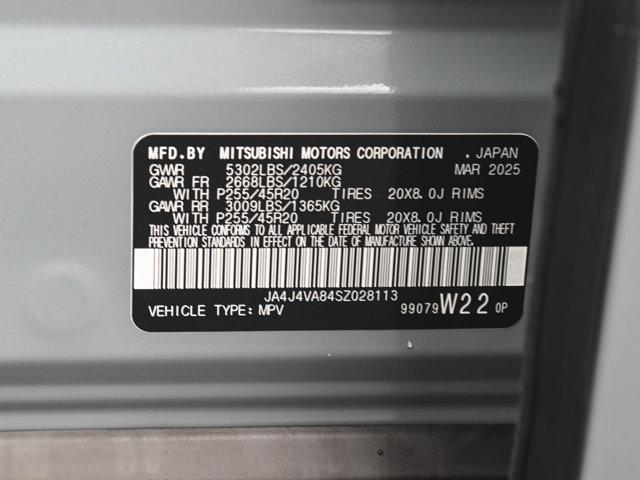 MFD.BY MITSUBISHI MOTORS CORPORATION . JAPAN
GVWR 5302LBS/2405KG MAR 2025
GAWR FR 2668LBS/1210KG
WITH P255/45R20 TIRES 20X8.0J RIMS
GAWR RR 3009LBS/1365KG
WITH P255/45R20 TIRES 20X8.0J RIMS
THIS VEHICLE CONFORMS TO ALL APPLICABLE FEDERAL MOTOR VEHICLE SAFETY AND THEFT
PREVENTION STANDARDS IN EFFECT ON THE DATE OF MANUFACTURE SHOWN ABOVE.
JA4J4VA84SZ028113
VEHICLE TYPE: MPV 99079 W22 0P